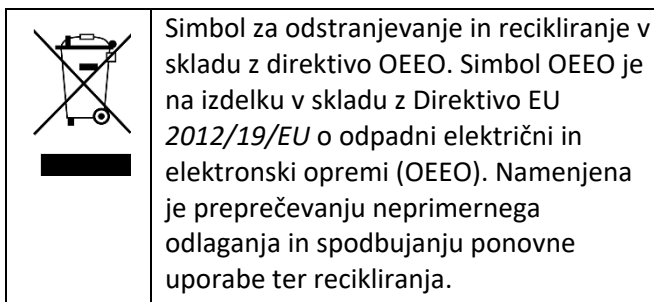 Simbol za odstranjevanje in recikliranje v
skladu z direktivo OEEO. Simbol OEEO je
na izdelku v skladu z Direktivo EU
2012/19/EU o odpadni električni in
elektronski opremi (OEEO). Namenjena
je preprečevanju neprimernega
odlaganja in spodbujanju ponovne
uporabe ter recikliranja.